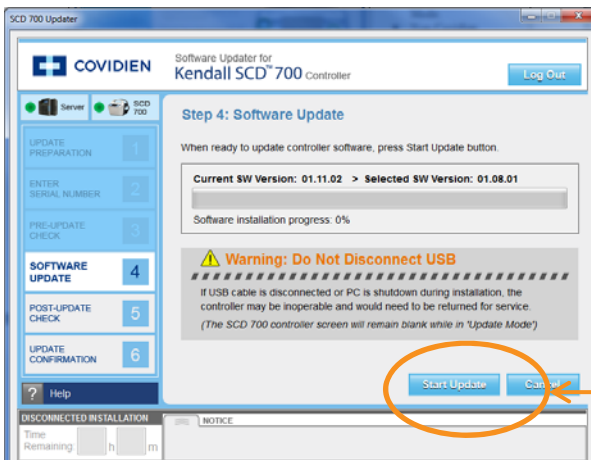 SCD 700 Updater
COVIDIEN
Software Updater for
Kendall SCD™ 700 Controller
Log Out
Server
SCD
700
UPDATE
PREPARATION
1
ENTER
SERIAL NUMBER
2
PRE-UPDATE
CHECK
3
SOFTWARE
UPDATE
4
POST-UPDATE
CHECK
5
UPDATE
CONFIRMATION
6
? Help
Step 4: Software Update
When ready to update controller software, press Start Update button.
Current SW Version: 01.11.02 > Selected SW Version: 01.08.01
Software installation progress: 0%
Warning: Do Not Disconnect USB
If USB cable is disconnected or PC is shutdown during installation, the
controller may be inoperable and would need to be returned for service.
(The SCD 700 controller screen will remain blank while in 'Update Mode')
Start Update
Cancel
DISCONNECTED INSTALLATION
Time
Remaining: h m
NOTICE